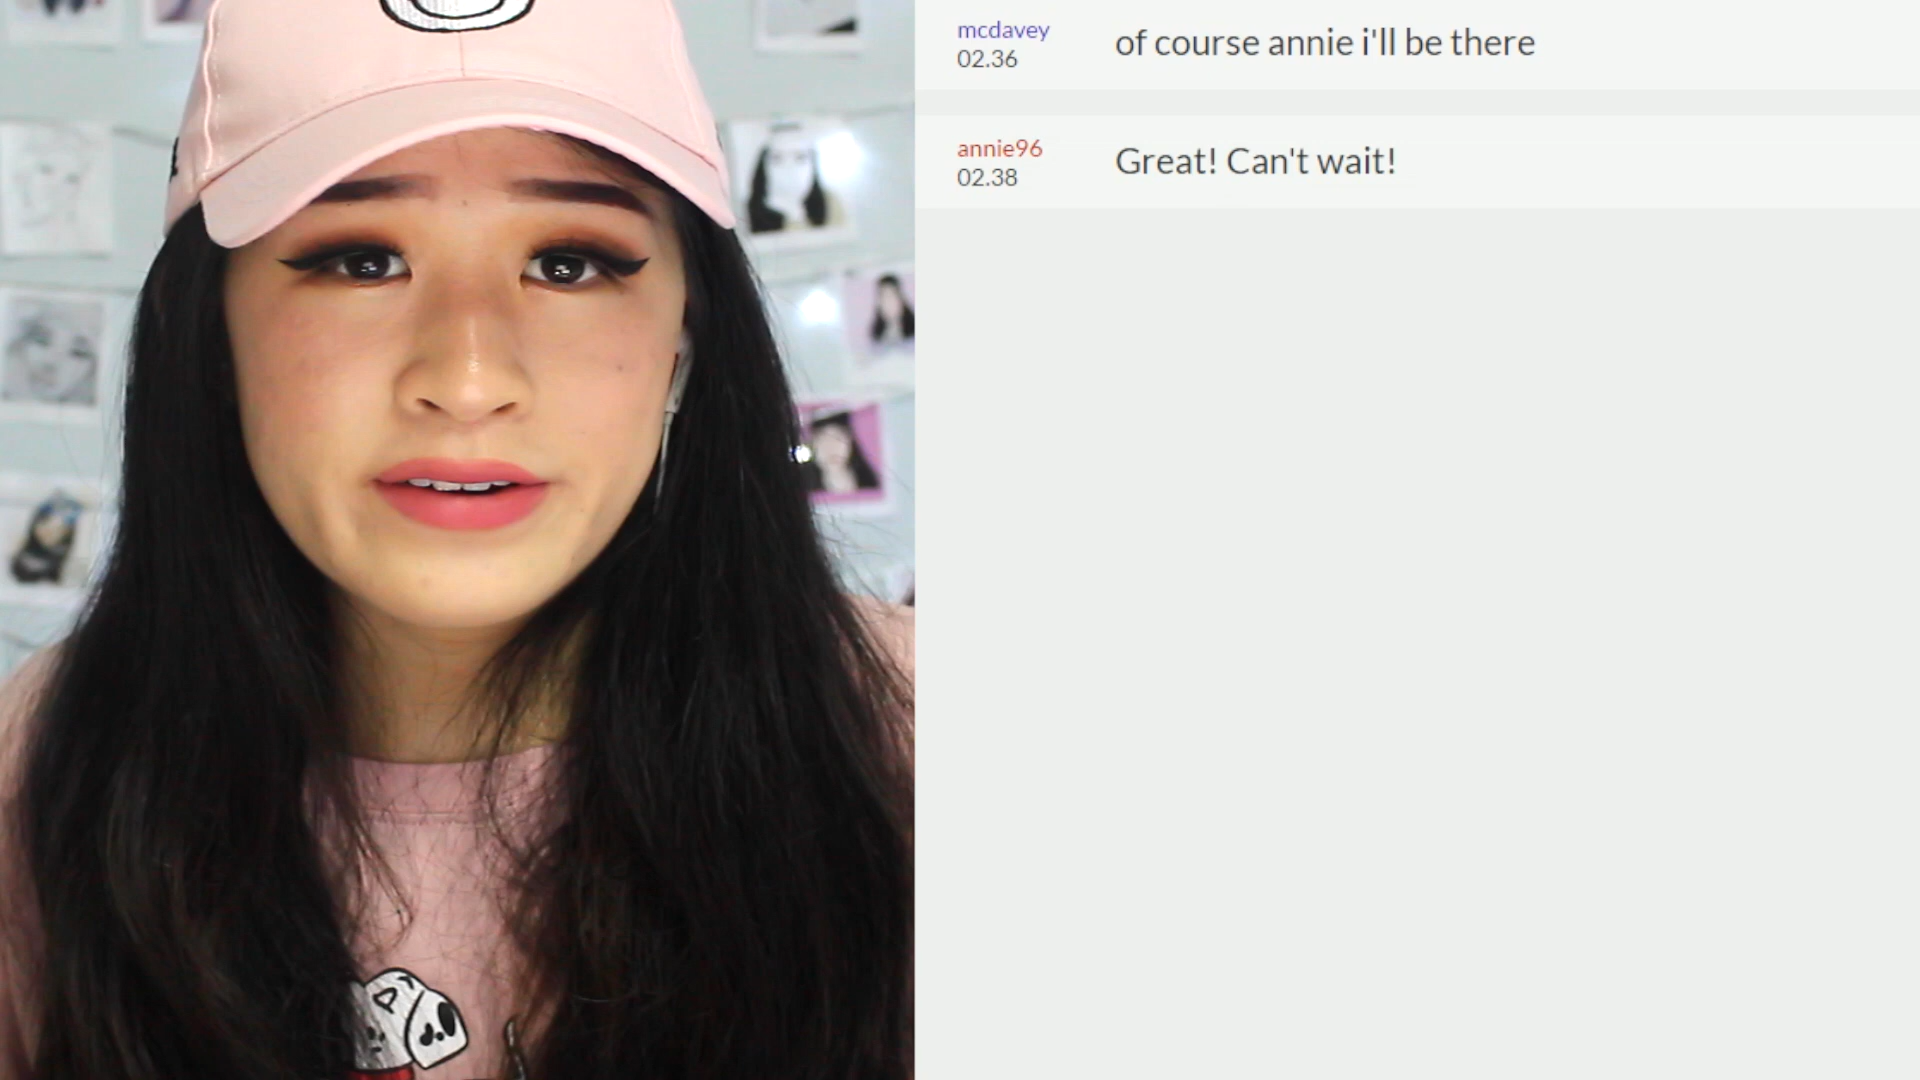 mcdavey
02.36
of course annie i'll be there
annie96
02.38
Great! Can't wait!